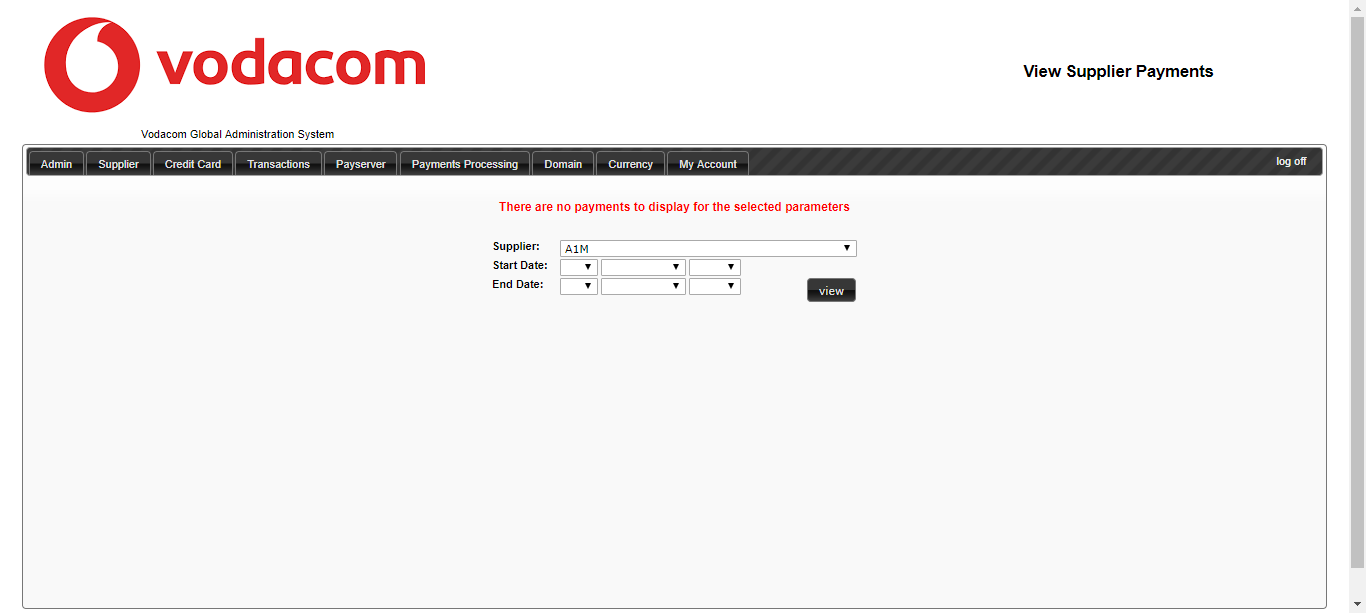 vodacom
View Supplier Payments
Vodacom Global Administration System
Admin Supplier Credit Card Transactions Payserver Payments Processing Domain Currency My Account log off
There are no payments to display for the selected parameters
Supplier: A1M
Start Date:
End Date:
view